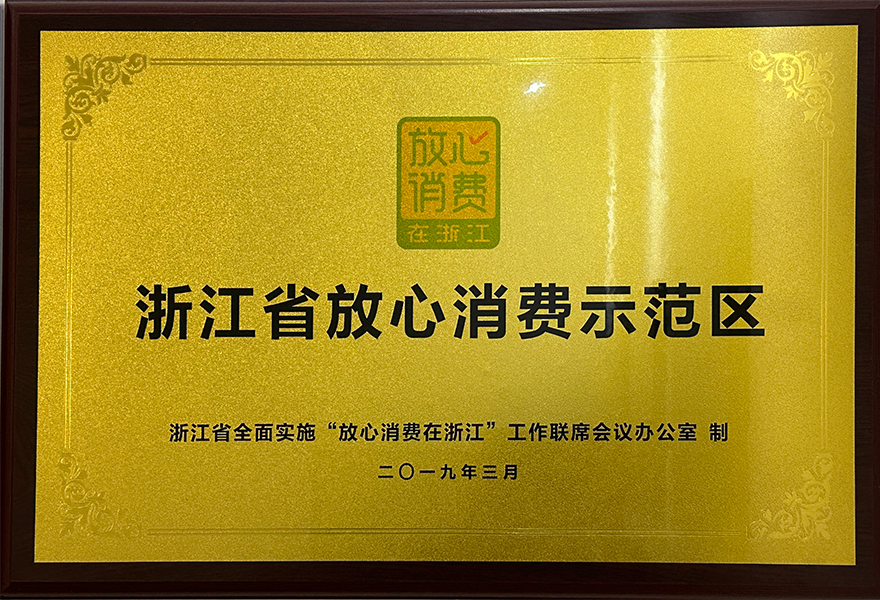 放心
消费
在浙江
浙江省放心消费示范区
浙江省全面实施“放心消费在浙江”工作联席会议办公室 制
二〇一九年三月